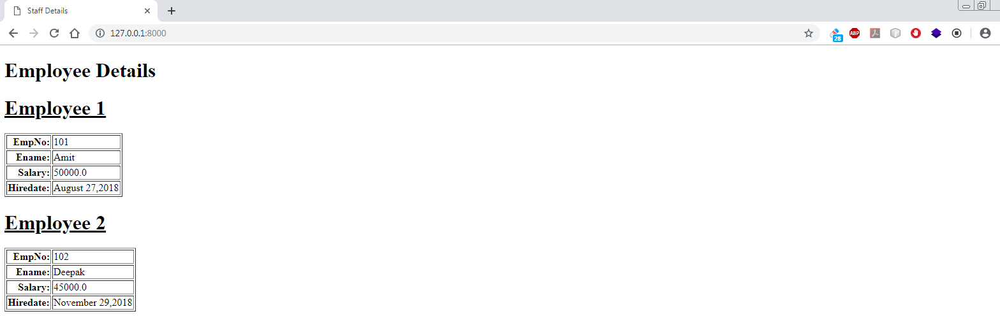 Staff Details
127.0.0.1:8000
28
ABP
Employee Details
Employee 1
EmpNo: 101
Ename: Amit
Salary: 50000.0
Hiredate: August 27,2018
Employee 2
EmpNo: 102
Ename: Deepak
Salary: 45000.0
Hiredate: November 29,2018